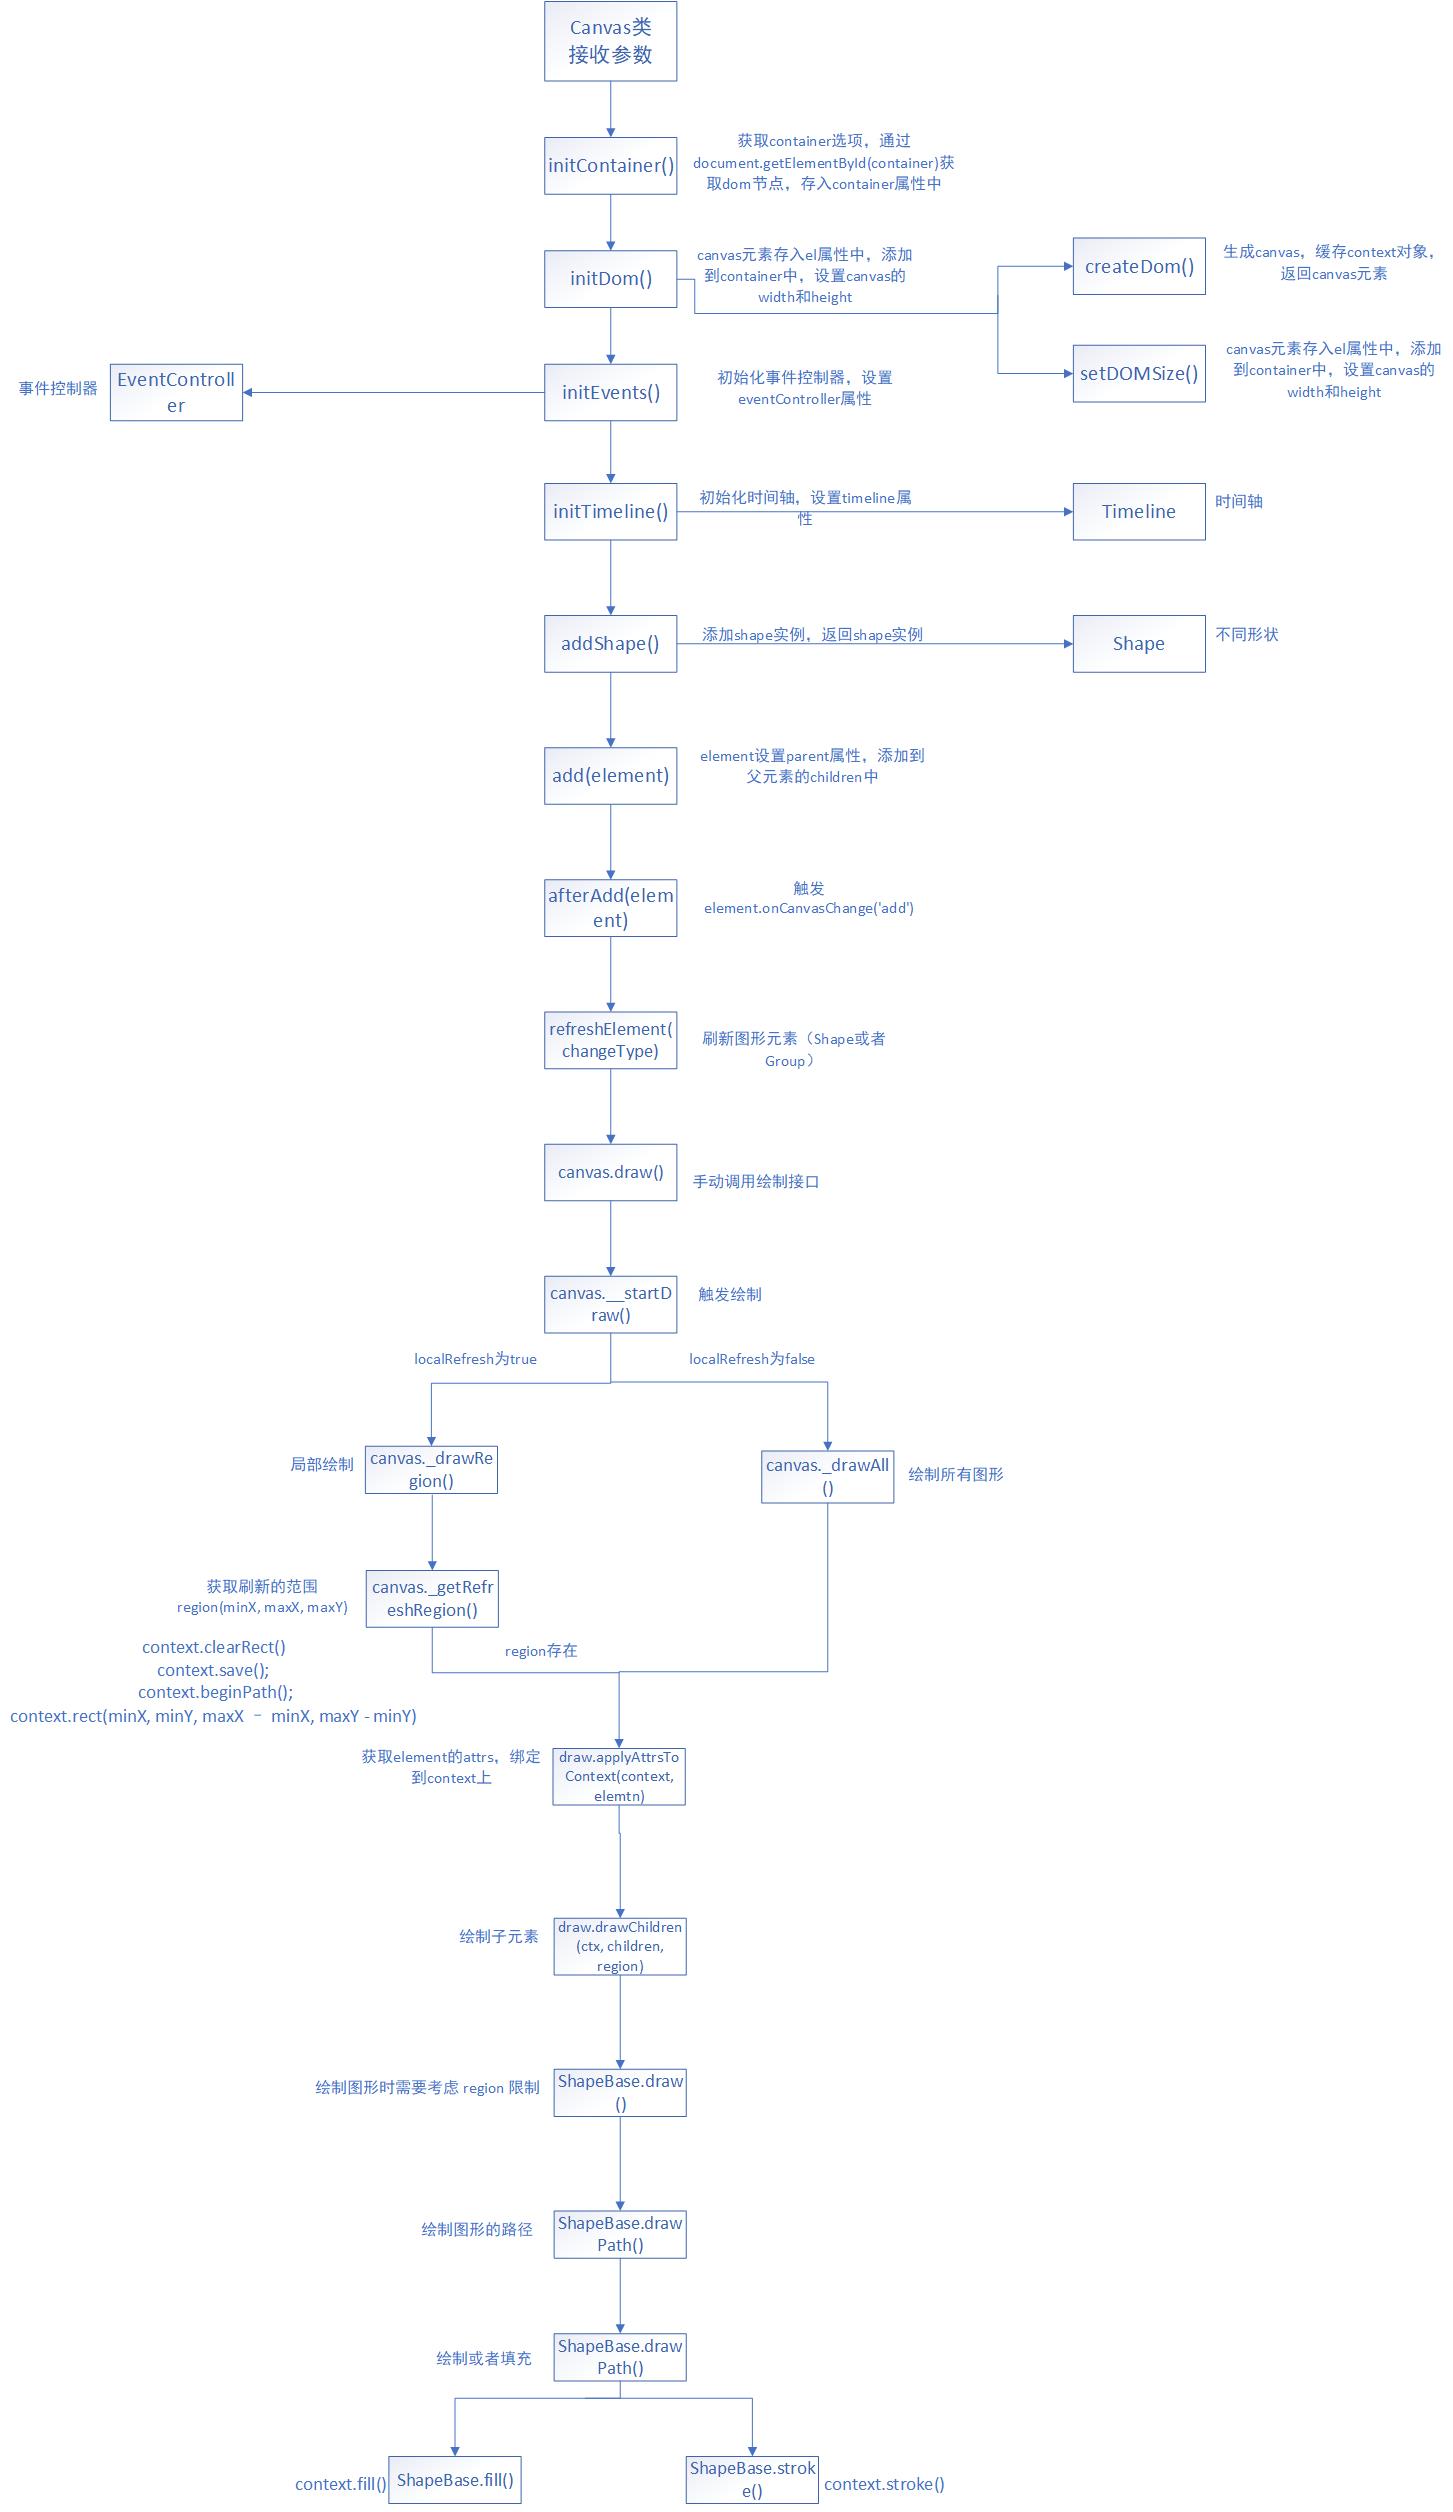 Canvas类
接收参数
initContainer()
获取container选项，通过
document.getElementById(container)获
取dom节点，存入container属性中
initDom()
canvas元素存入el属性中，添加
到container中，设置canvas的
width和height
createDom()
生成canvas，缓存context对象，
返回canvas元素
setDOMSize()
canvas元素存入el属性中，添加
到container中，设置canvas的
width和height
事件控制器
EventControll
er
initEvents()
初始化事件控制器，设置
eventController属性
initTimeline()
初始化时间轴，设置timeline属
性
Timeline
时间轴
addShape()
添加shape实例，返回shape实例
Shape
不同形状
add(element)
element设置parent属性，添加到
父元素的children中
afterAdd(elem
ent)
触发
element.onCanvasChange('add')
refreshElement(
changeType)
刷新图形元素（Shape或者
Group）
canvas.draw()
手动调用绘制接口
canvas.__startD
raw()
触发绘制
localRefresh为true
localRefresh为false
局部绘制
canvas._drawRe
gion()
canvas._drawAll
()
绘制所有图形
获取刷新的范围
region(minX, maxX, maxY)
canvas._getRefr
eshRegion()
region存在
context.clearRect()
context.save();
context.beginPath();
context.rect(minX, minY, maxX – minX, maxY - minY)
获取element的attrs，绑定
到context上
draw.applyAttrsTo
Context(context,
elemtn)
绘制子元素
draw.drawChildren
(ctx, children,
region)
绘制图形时需要考虑 region 限制
ShapeBase.draw
()
绘制图形的路径
ShapeBase.draw
Path()
绘制或者填充
ShapeBase.draw
Path()
context.fill()
ShapeBase.fill()
ShapeBase.strok
e()
context.stroke()